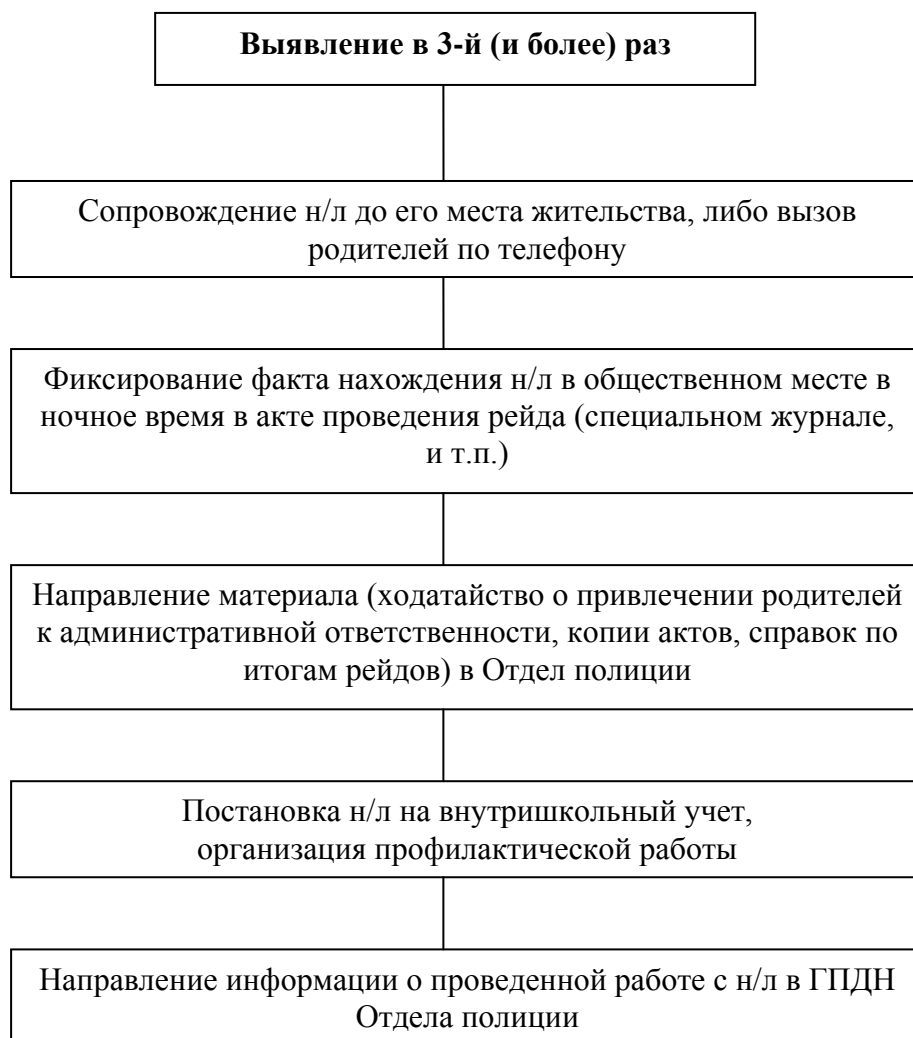 Выявление в 3-й (и более) раз
Сопровождение н/л до его места жительства, либо вызов
родителей по телефону
Фиксирование факта нахождения н/л в общественном месте в
ночное время в акте проведения рейда (специальном журнале,
и т.п.)
Направление материала (ходатайство о привлечении родителей
к административной ответственности, копии актов, справок по
итогам рейдов) в Отдел полиции
Постановка н/л на внутришкольный учет,
организация профилактической работы
Направление информации о проведенной работе с н/л в ГПДН
Отдела полиции